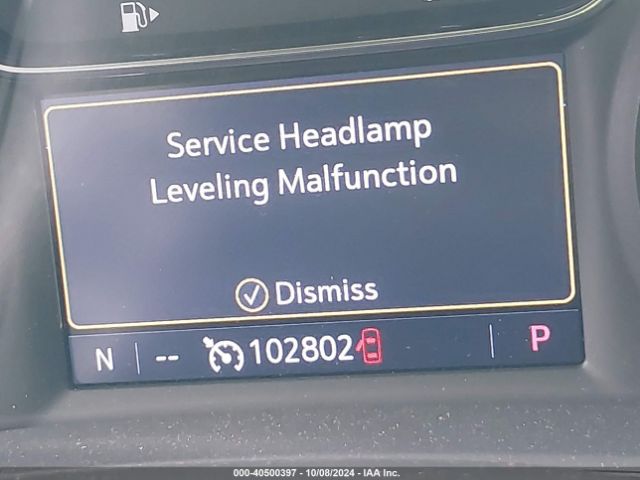 Service Headlamp
Leveling Malfunction
Dismiss
N -- 102802 P
000-40500397 - 10/08/2024 - IAA Inc.